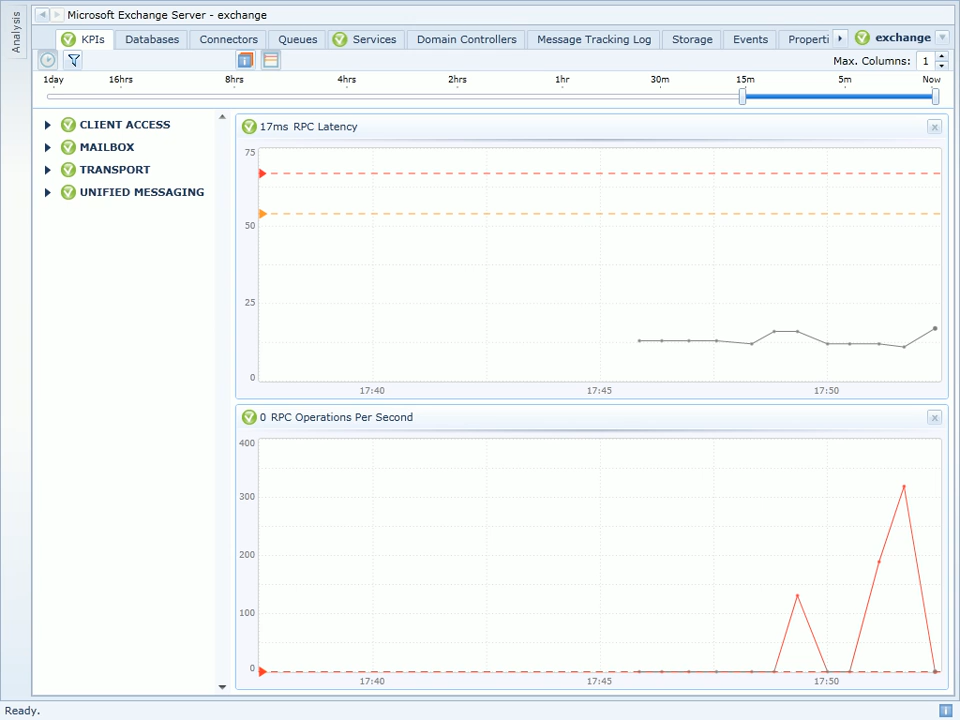 Analysis
Microsoft Exchange Server - exchange
KPIs Databases Connectors Queues Services Domain Controllers Message Tracking Log Storage Events Properti exchange
Max. Columns: 1
1day 16hrs 8hrs 4hrs 2hrs 1hr 30m 15m 5m Now
CLIENT ACCESS
MAILBOX
TRANSPORT
UNIFIED MESSAGING
17ms RPC Latency
75
50
25
0
17:40 17:45 17:50
0 RPC Operations Per Second
400
300
200
100
0
17:40 17:45 17:50
Ready.